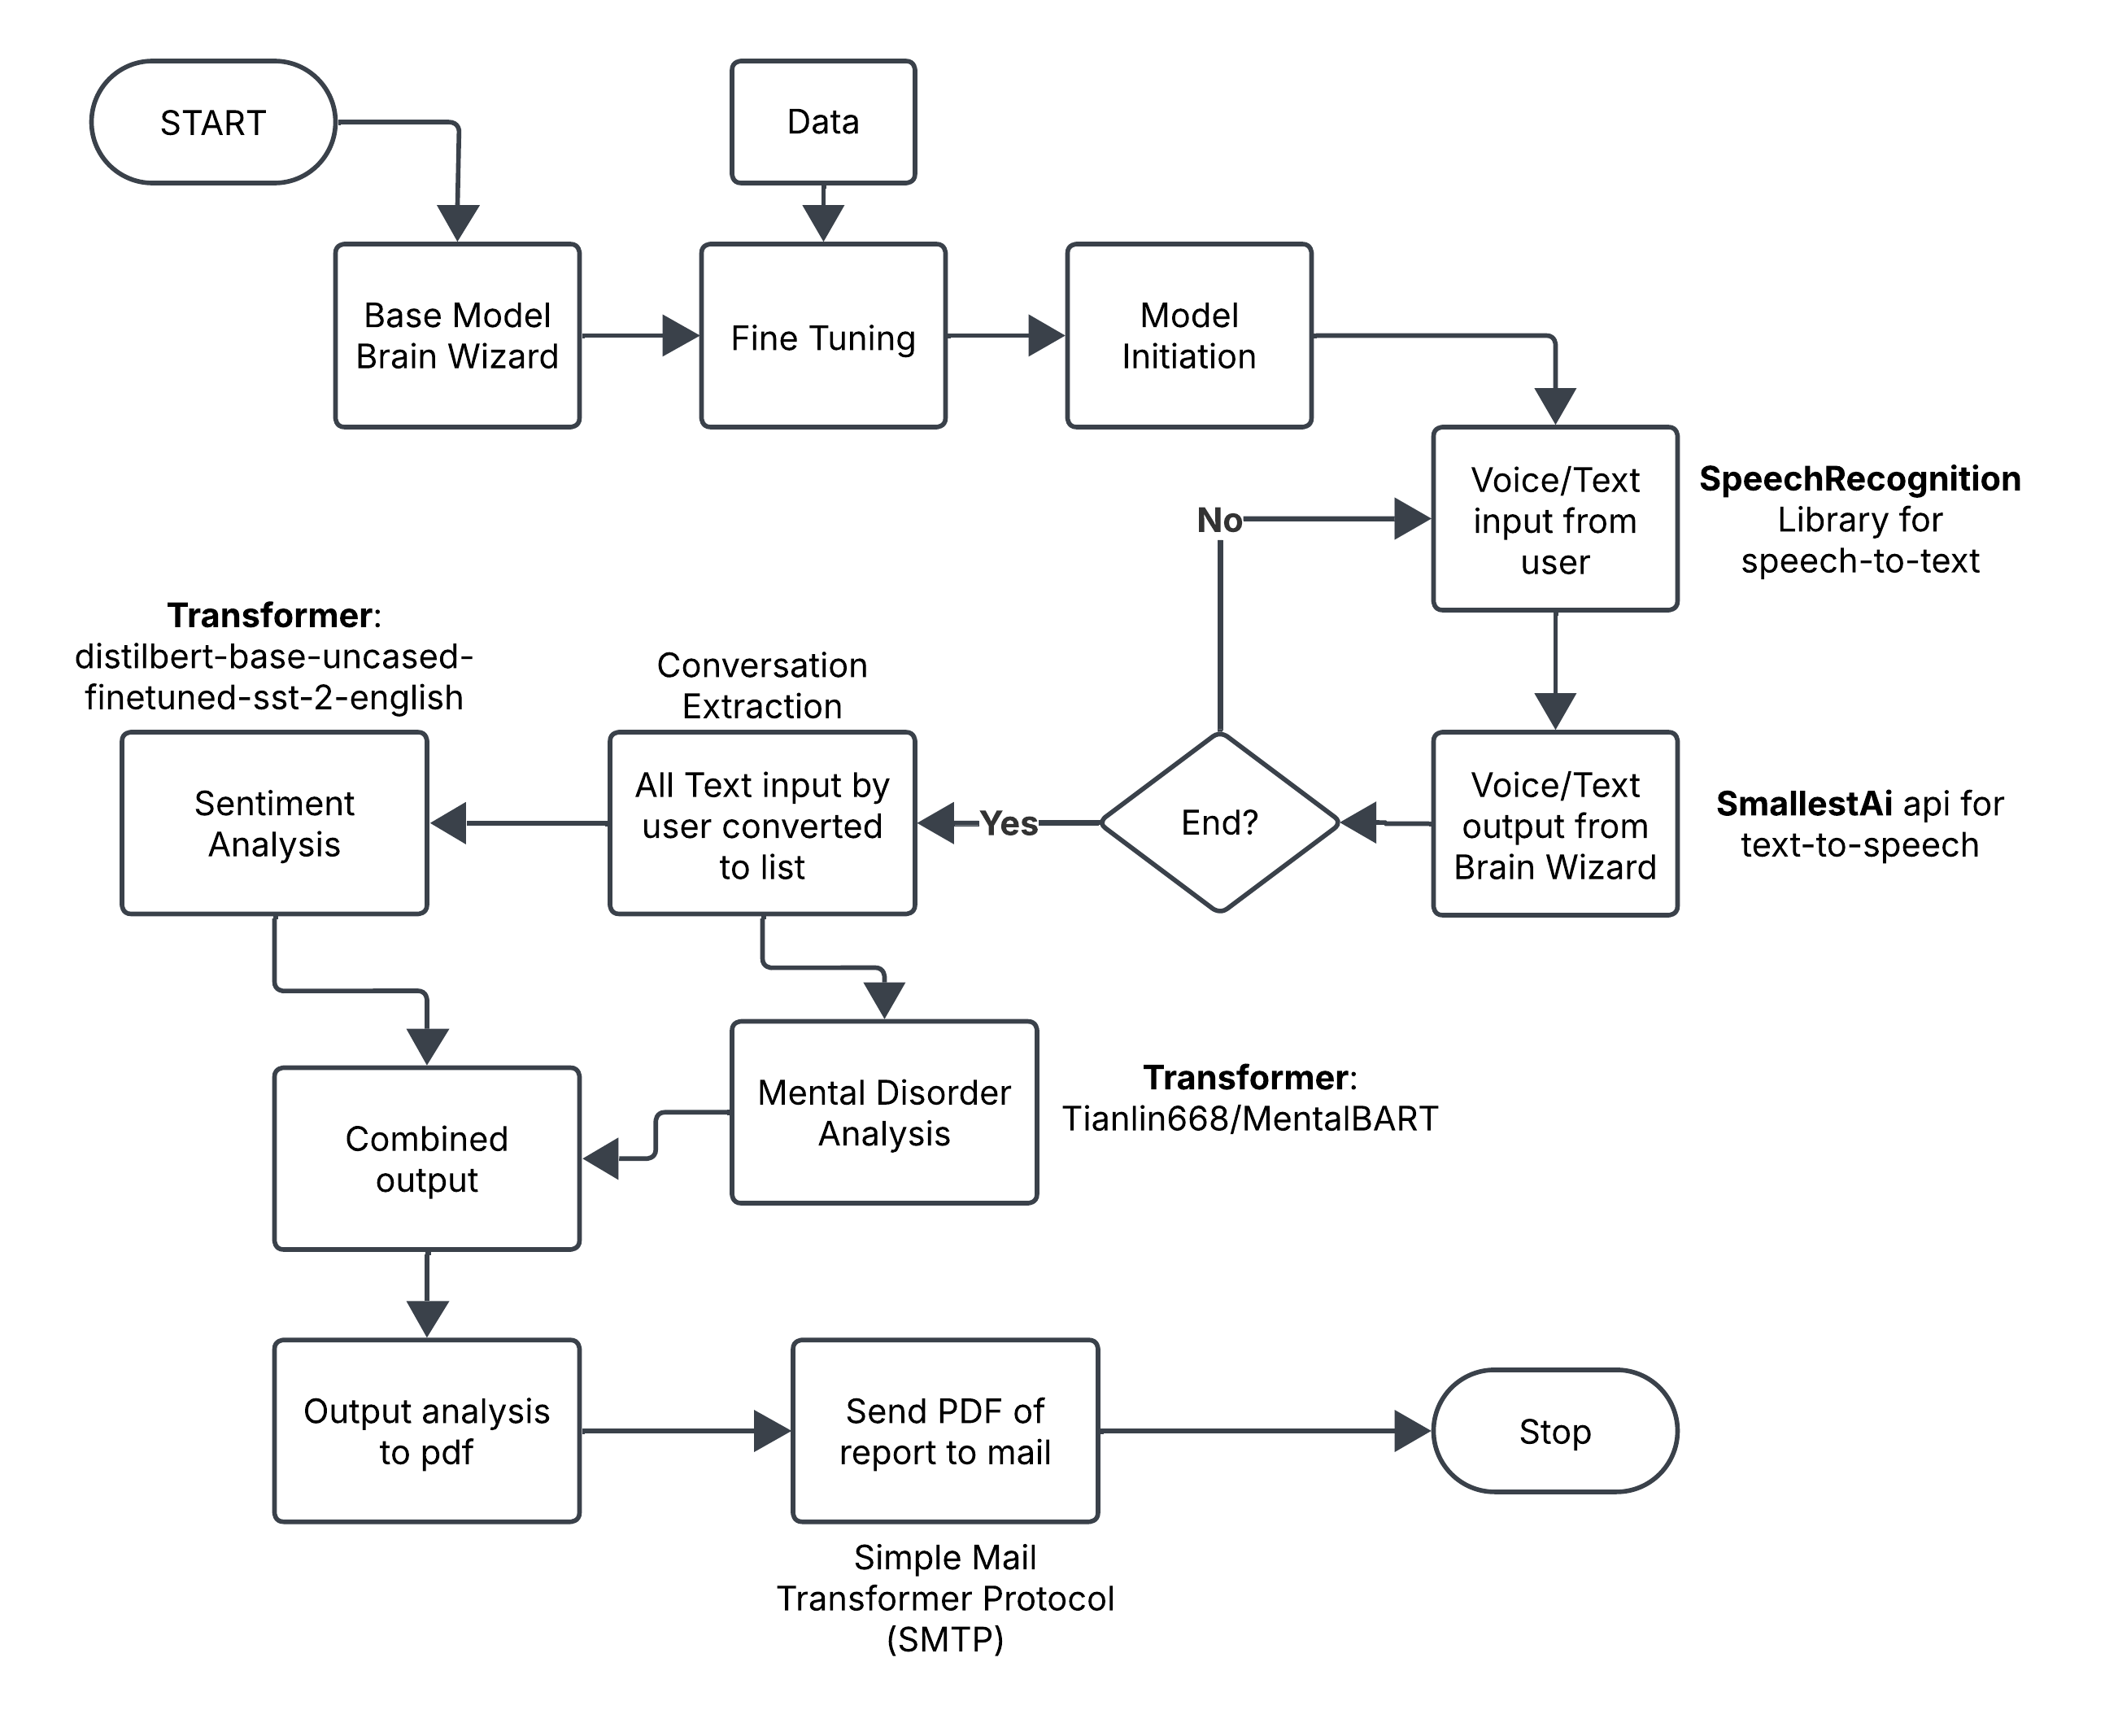 START
Data
Base Model
Brain Wizard
Fine Tuning
Model
Initiation
Voice/Text
input from
user
SpeechRecognition
Library for
speech-to-text
No
Transformer:
distilbert-base-uncased-
finetuned-sst-2-english
Conversation
Extraction
Sentiment
Analysis
All Text input by
user converted
to list
Yes
End?
Voice/Text
output from
Brain Wizard
SmallestAi api for
text-to-speech
Combined
output
Mental Disorder
Analysis
Transformer:
Tianlin668/MentalBART
Output analysis
to pdf
Send PDF of
report to mail
Stop
Simple Mail
Transformer Protocol
(SMTP)